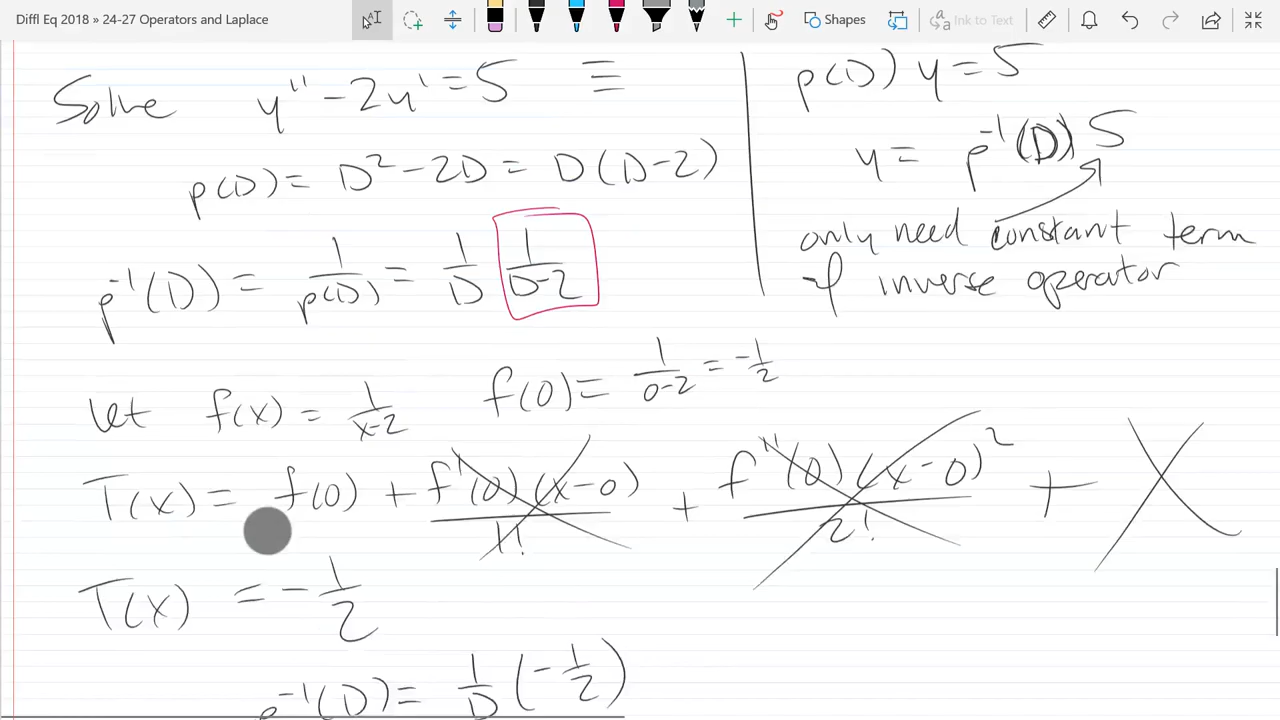 Diffl Eq 2018 » 24-27 Operators and Laplace
Shapes
Ink to Text
Solve y'' - 2y' = 5 ≡
p(D) = D² - 2D = D(D-2)
p⁻¹(D) = 1/p(D) = 1/D 1/(D-2)
p(D) y = 5
y = p⁻¹(D) 5
only need constant term
of inverse operator
let f(x) = 1/(x-2) f(0) = 1/(0-2) = -1/2
T(x) = f(0) + f'(0)(x-0)/1! + f''(0)(x-0)²/2! +
T(x) = -1/2
p⁻¹(D) = 1/D (-1/2)